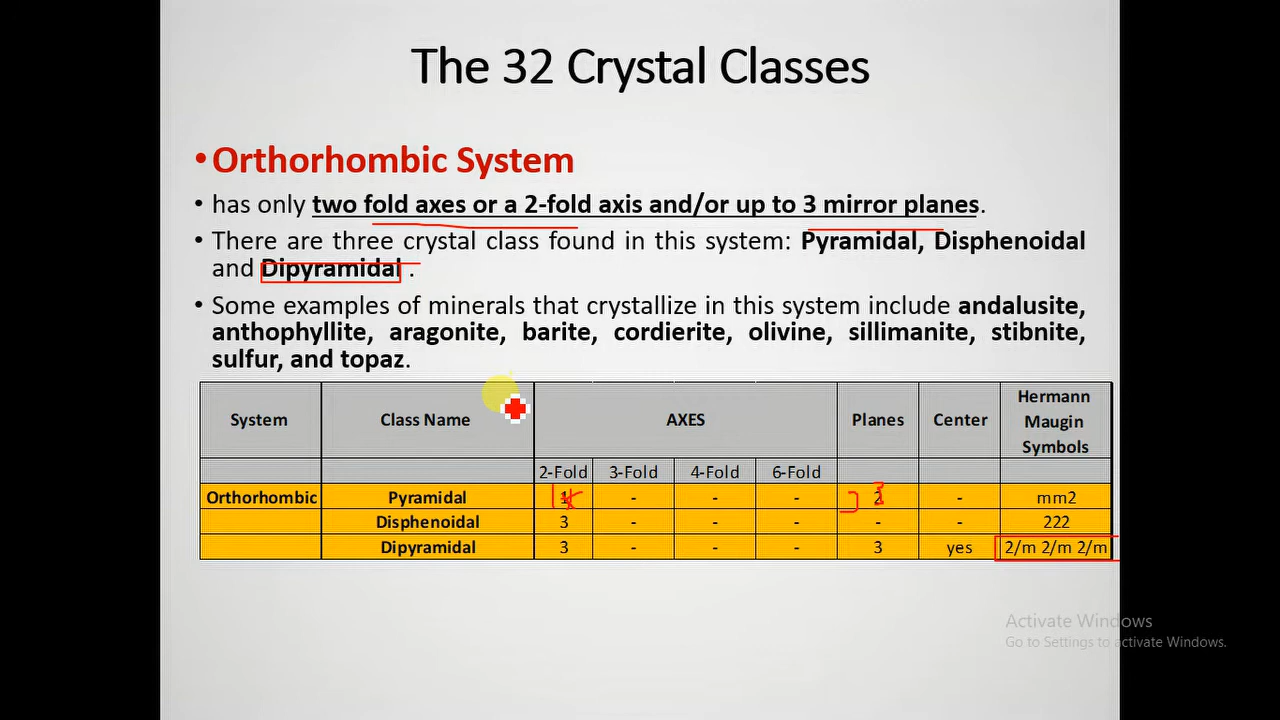 The 32 Crystal Classes
•Orthorhombic System
• has only two fold axes or a 2-fold axis and/or up to 3 mirror planes.
• There are three crystal class found in this system: Pyramidal, Disphenoidal
and Dipyramidal .
• Some examples of minerals that crystallize in this system include andalusite,
anthophyllite, aragonite, barite, cordierite, olivine, sillimanite, stibnite,
sulfur, and topaz.
System Class Name AXES Planes Center Hermann Maugin Symbols
2-Fold 3-Fold 4-Fold 6-Fold
Orthorhombic Pyramidal 1 - - - 2 - mm2
Disphenoidal 3 - - - - - 222
Dipyramidal 3 - - - 3 yes 2/m 2/m 2/m
Activate Windows
Go to Settings to activate Windows.